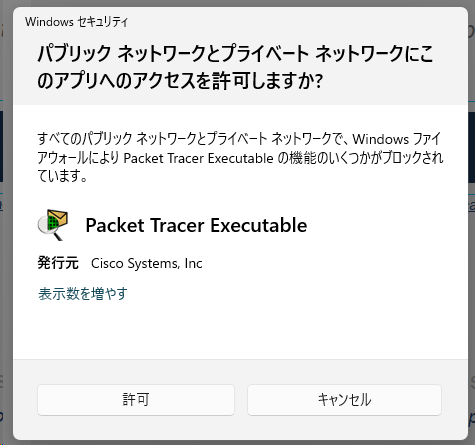 Windows セキュリティ
パブリック ネットワークとプライベート ネットワークにこ
のアプリへのアクセスを許可しますか?
すべてのパブリック ネットワークとプライベート ネットワークで、Windows ファイ
アウォールにより Packet Tracer Executable の機能のいくつかがブロックされ
ています。
Packet Tracer Executable
発行元 Cisco Systems, Inc
表示数を増やす
許可 キャンセル